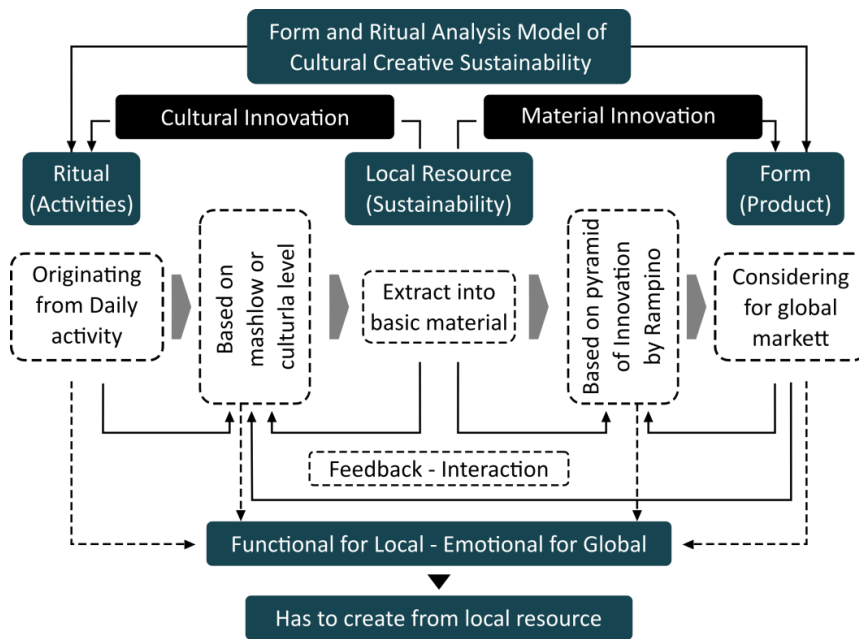 Form and Ritual Analysis Model of
Cultural Creative Sustainability
Cultural Innovation
Material Innovation
Ritual
(Activities)
Local Resource
(Sustainability)
Form
(Product)
Originating
from Daily
activity
Based on
mashlow or
culturla level
Extract into
basic material
Based on pyramid
of Innovation
by Rampino
Considering
for global
markett
Feedback - Interaction
Functional for Local - Emotional for Global
Has to create from local resource